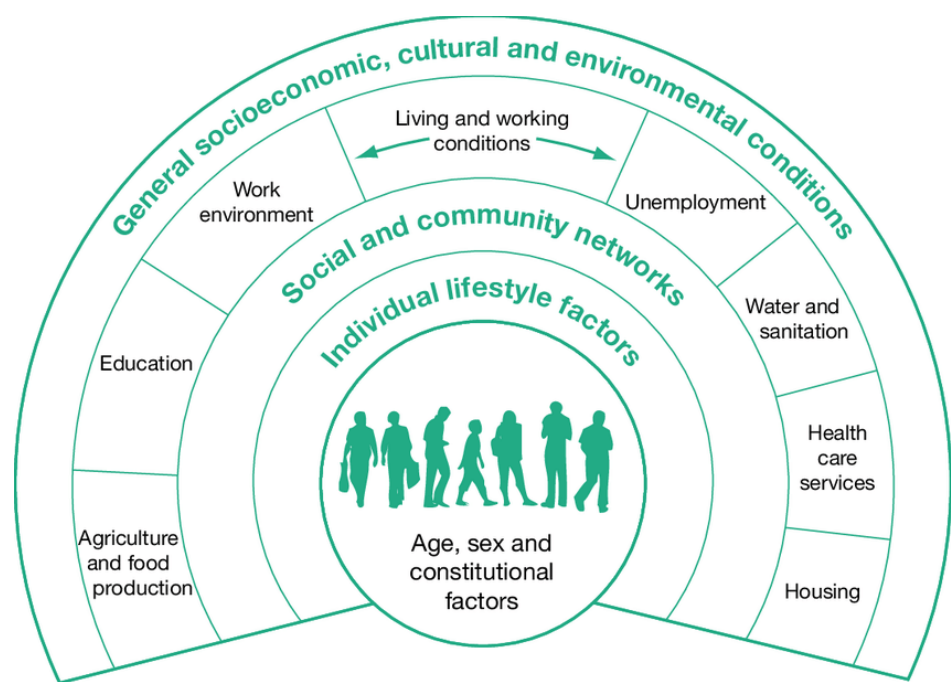 General socioeconomic, cultural and environmental conditions
Living and working
conditions
Work
environment
Unemployment
Social and community networks
Individual lifestyle factors
Education
Water and
sanitation
Agriculture
and food
production
Health
care
services
Housing
Age, sex and
constitutional
factors